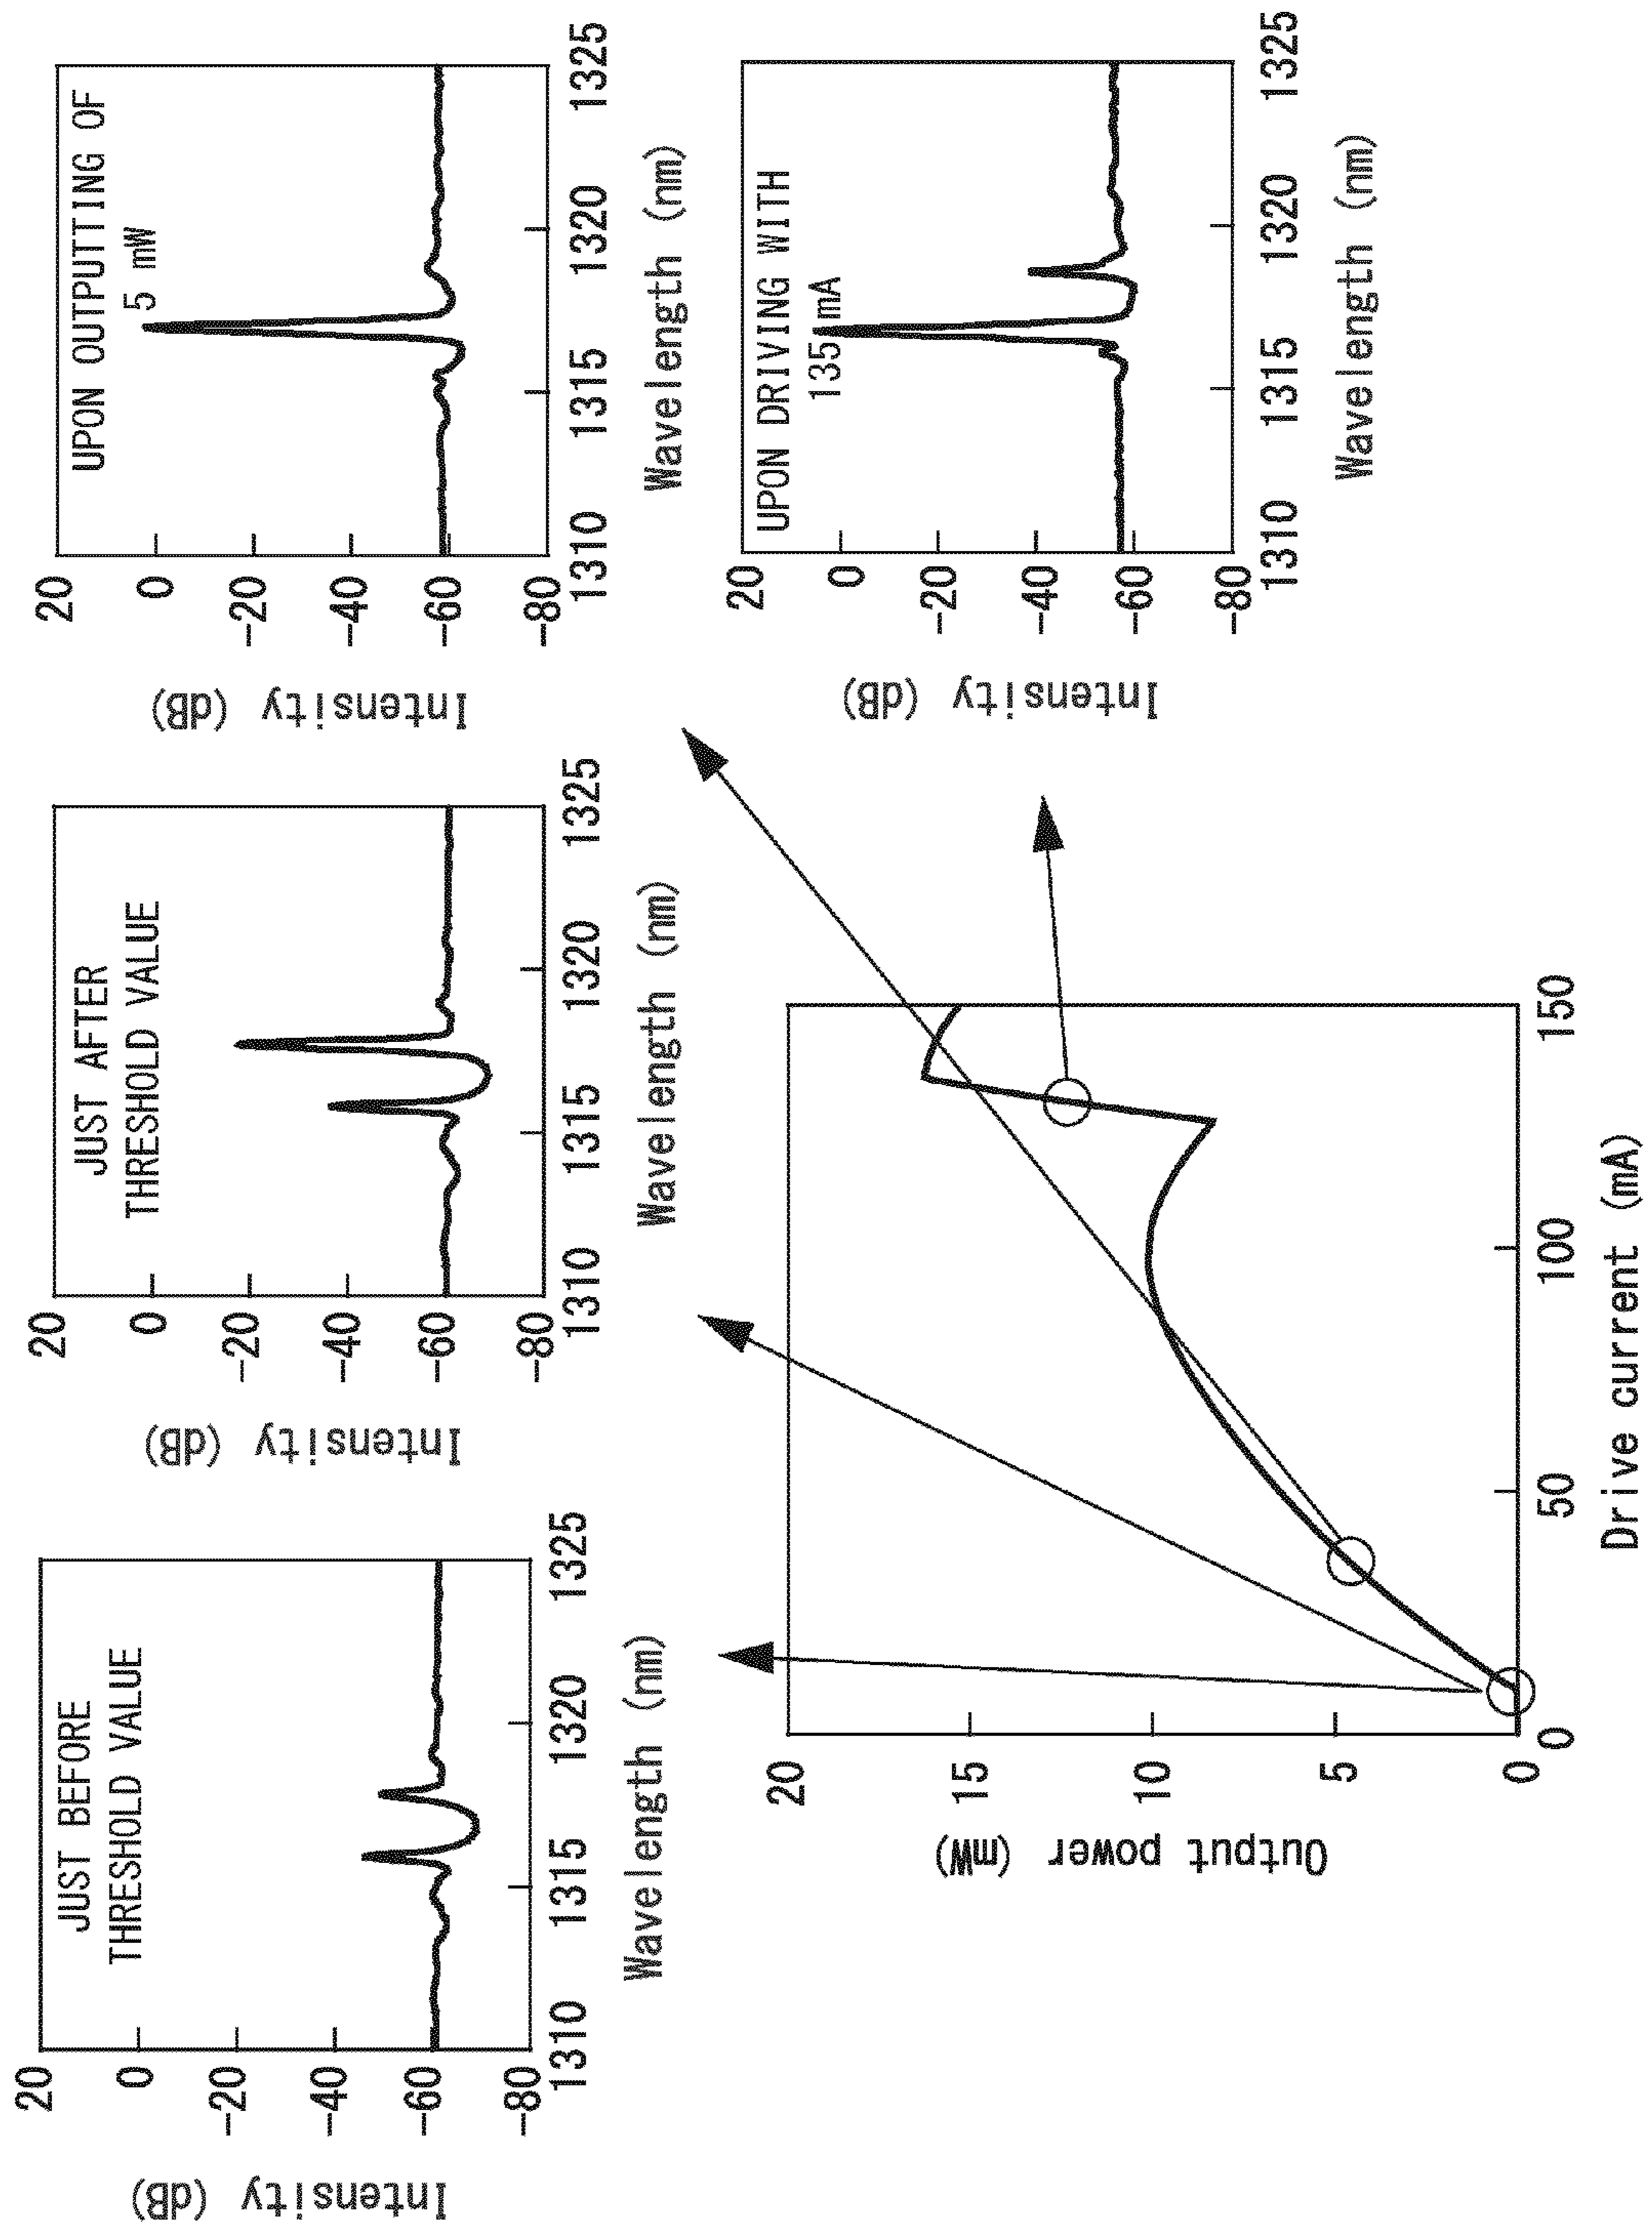 JUST BEFORE
THRESHOLD VALUE
20
0
-20
-40
-60
-80
1310
1315
1320
1325
Intensity
(dB)
Wavelength (nm)
JUST AFTER
THRESHOLD VALUE
20
0
-20
-40
-60
-80
1310
1315
1320
1325
Intensity
(dB)
Wavelength (nm)
UPON OUTPUTTING OF
5 mW
20
0
-20
-40
-60
-80
1310
1315
1320
1325
Intensity
(dB)
Wavelength (nm)
20
15
10
5
0
0
50
100
150
Output power (mW)
Drive current (mA)
UPON DRIVING WITH
135 mA
20
0
-20
-40
-60
-80
1310
1315
1320
1325
Intensity
(dB)
Wavelength (nm)